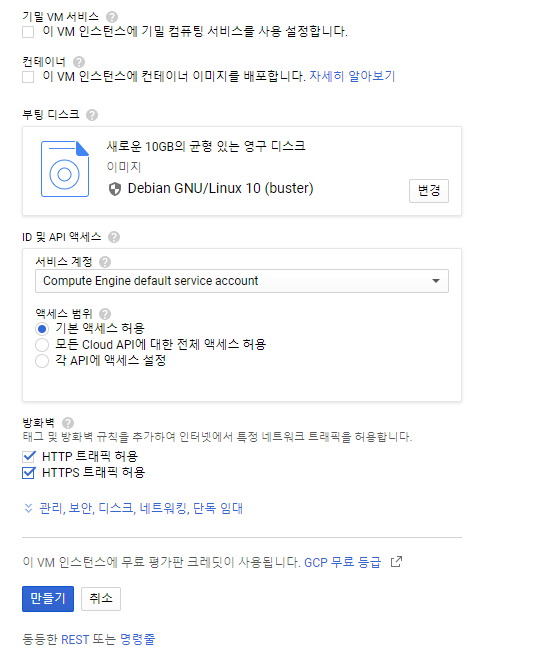 기밀 VM 서비스
이 VM 인스턴스에 기밀 컴퓨팅 서비스를 사용 설정합니다.
컨테이너
이 VM 인스턴스에 컨테이너 이미지를 배포합니다. 자세히 알아보기
부팅 디스크
새로운 10GB의 균형 있는 영구 디스크
이미지
Debian GNU/Linux 10 (buster)
변경
ID 및 API 액세스
서비스 계정
Compute Engine default service account
액세스 범위
기본 액세스 허용
모든 Cloud API에 대한 전체 액세스 허용
각 API에 액세스 설정
방화벽
태그 및 방화벽 규칙을 추가하여 인터넷에서 특정 네트워크 트래픽을 허용합니다.
HTTP 트래픽 허용
HTTPS 트래픽 허용
관리, 보안, 디스크, 네트워킹, 단독 임대
이 VM 인스턴스에 무료 평가판 크레딧이 사용됩니다. GCP 무료 등급
만들기 취소
동등한 REST 또는 명령줄